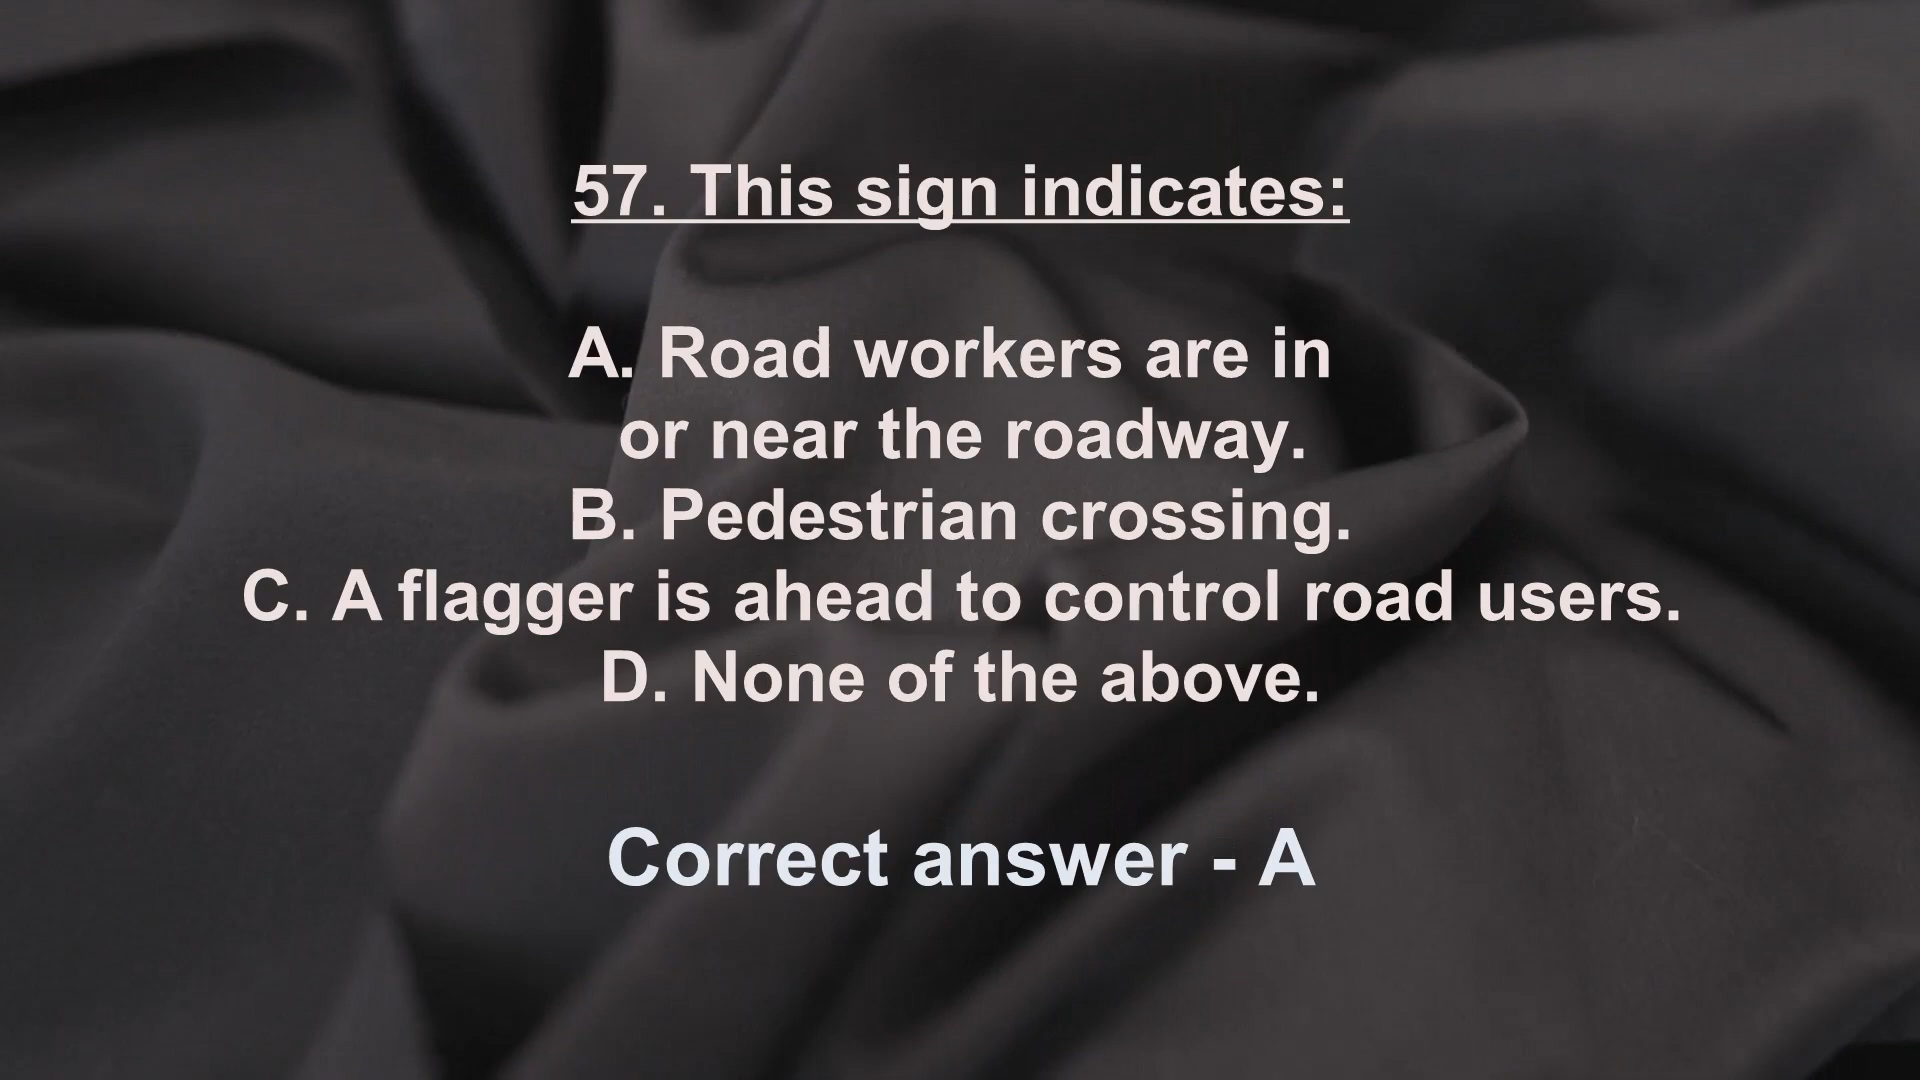 57. This sign indicates:
A. Road workers are in
or near the roadway.
B. Pedestrian crossing.
C. A flagger is ahead to control road users.
D. None of the above.
Correct answer - A